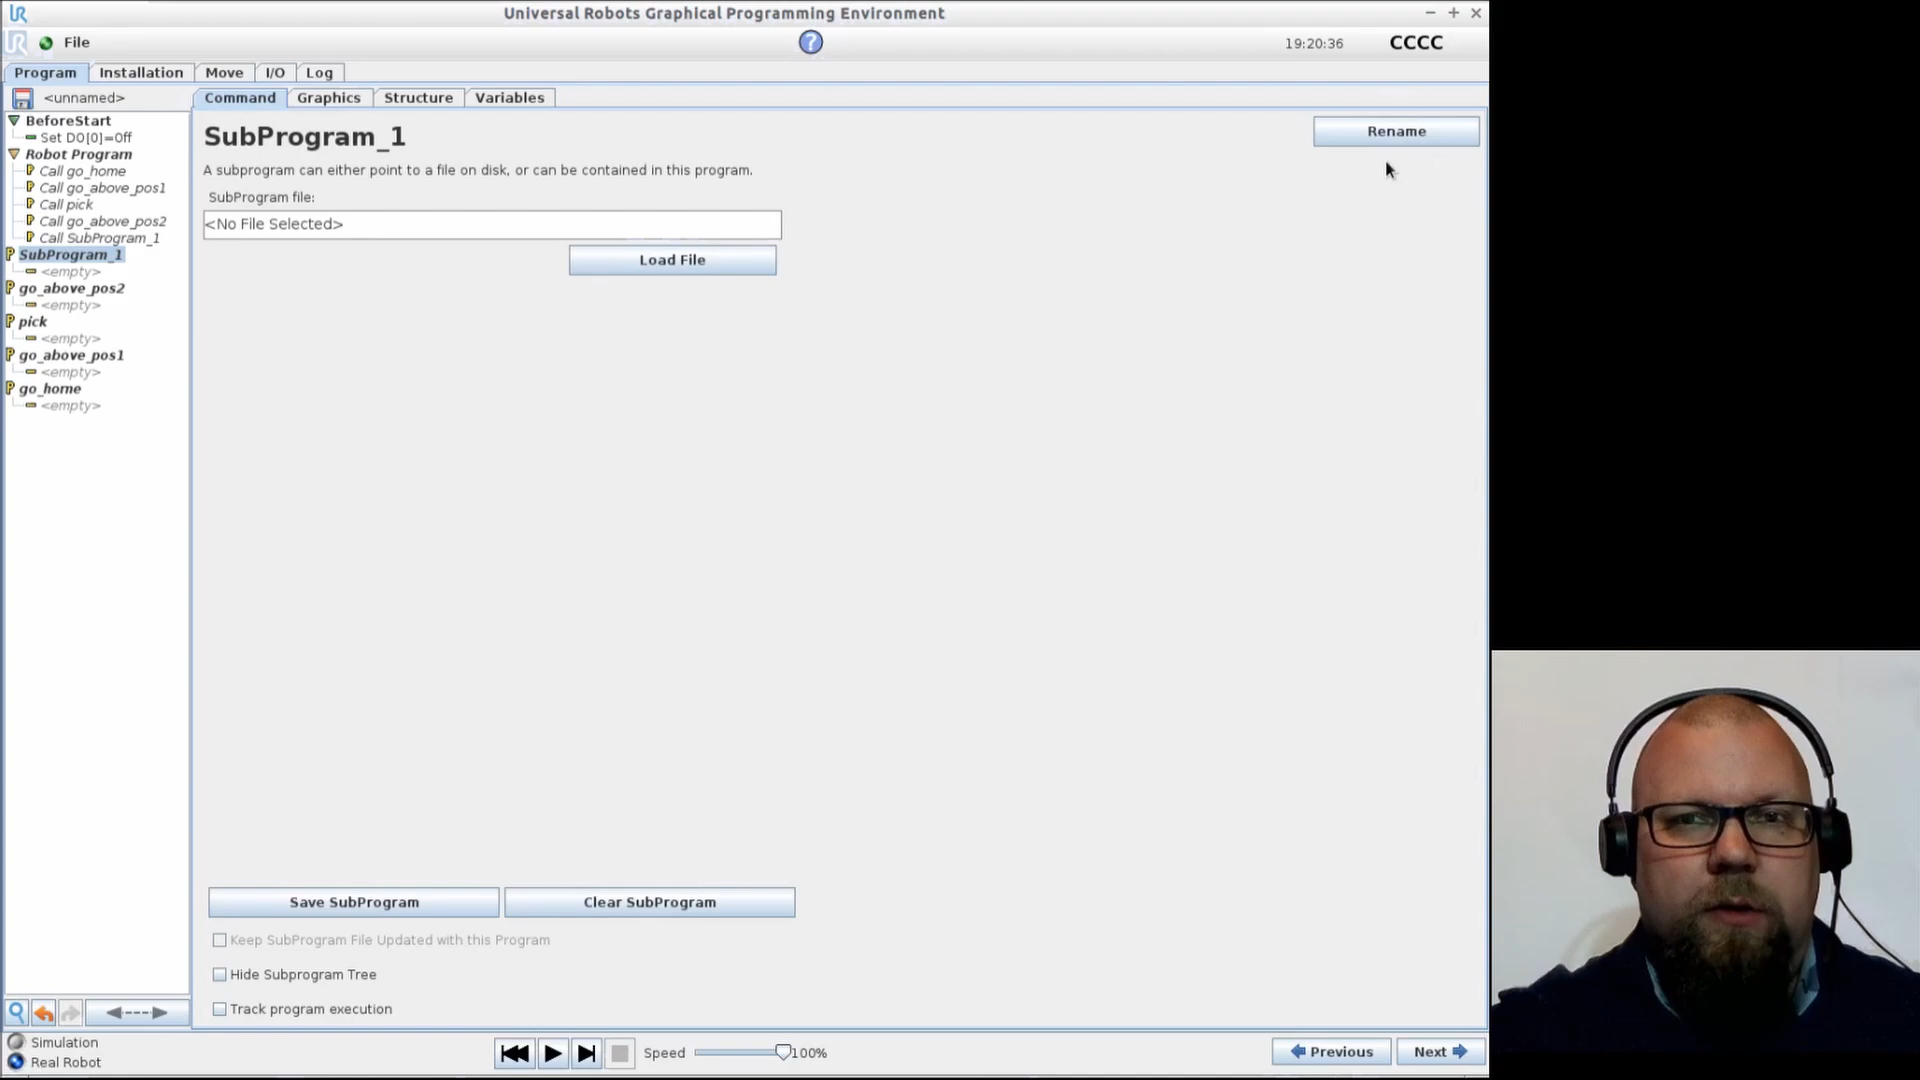 Universal Robots Graphical Programming Environment
File
?
19:20:36
CCCC
Program
Installation
Move
I/O
Log
<unnamed>
Command
Graphics
Structure
Variables
BeforeStart
Set DO[0]=Off
Robot Program
Call go_home
Call go_above_pos1
Call pick
Call go_above_pos2
Call SubProgram_1
SubProgram_1
<empty>
go_above_pos2
<empty>
pick
<empty>
go_above_pos1
<empty>
go_home
<empty>
SubProgram_1
Rename
A subprogram can either point to a file on disk, or can be contained in this program.
SubProgram file:
<No File Selected>
Load File
Save SubProgram
Clear SubProgram
Keep SubProgram File Updated with this Program
Hide Subprogram Tree
Track program execution
Simulation
Real Robot
Speed
100%
Previous
Next